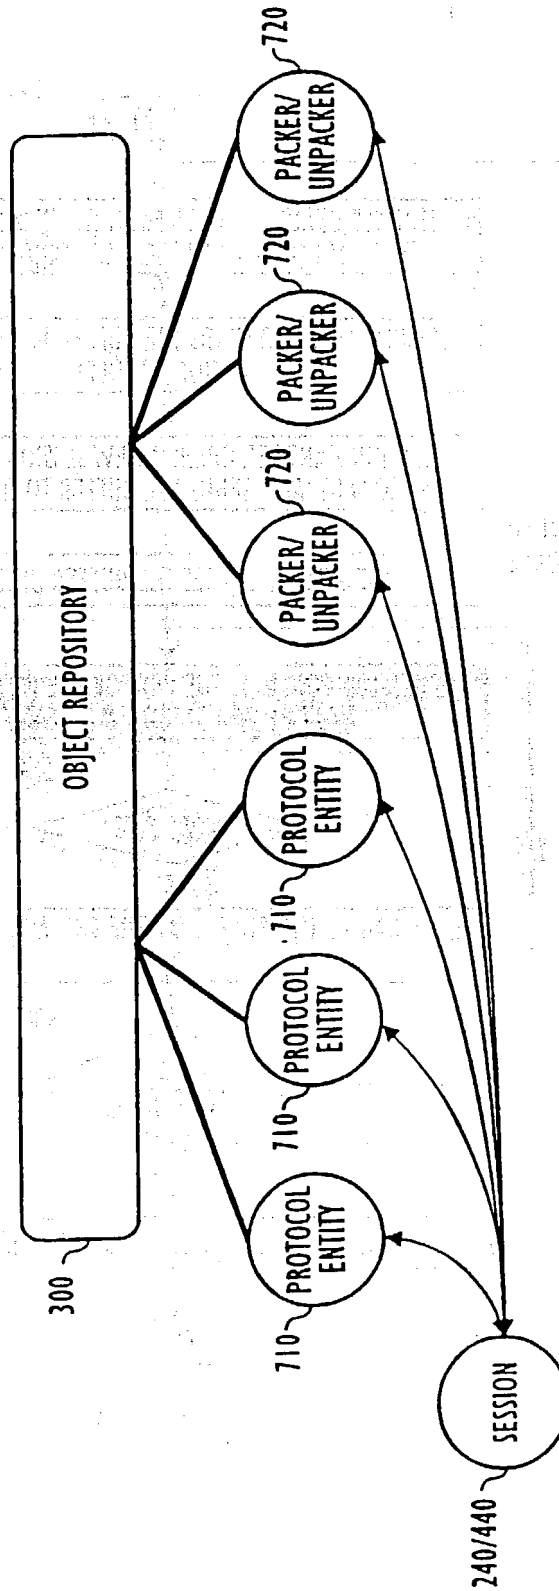 OBJECT REPOSITORY
300
PROTOCOL
ENTITY
710
PROTOCOL
ENTITY
710
PROTOCOL
ENTITY
710
PACKER/
UNPACKER
720
PACKER/
UNPACKER
720
PACKER/
UNPACKER
720
SESSION
240/440